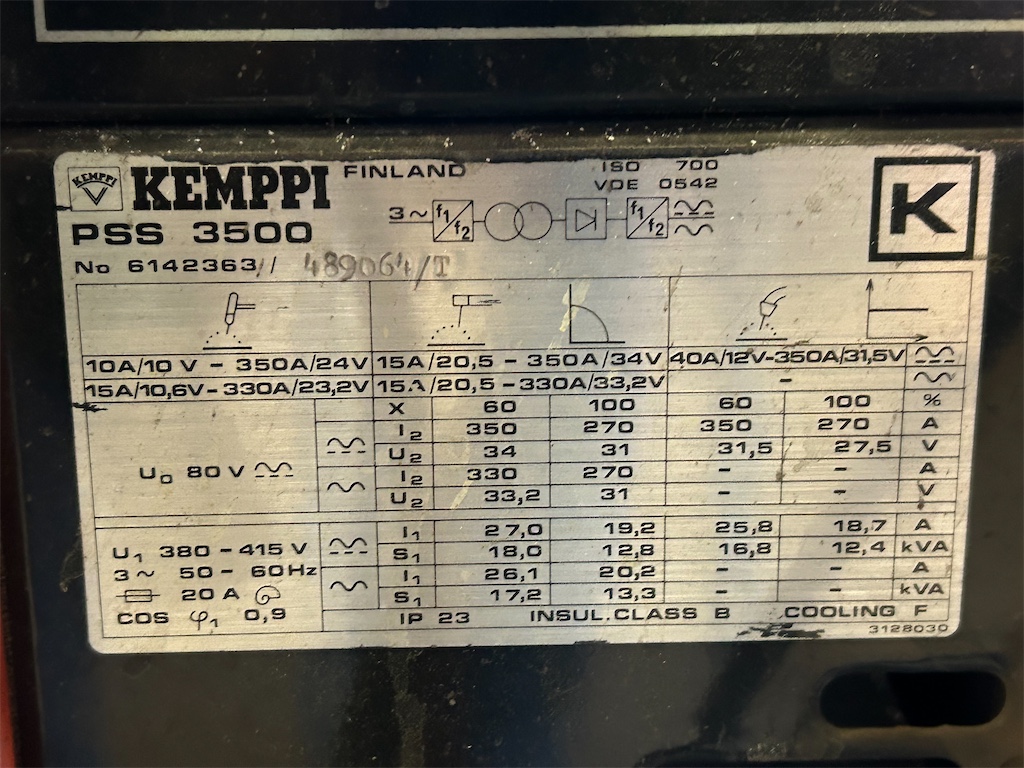 KEMPPI KEMPPI FINLAND ISO 700
VDE 0542
K
PSS 3500 3~ f1/f2 f1/f2
No 6142363/ / 489064/T
10A/10 V - 350A/24V 15A/20,5 - 350A/34V 40A/12V-350A/31,5V
15A/10,6V-330A/23,2V 15A/20,5-330A/33,2V -
X 60 100 60 100 %
I2 350 270 350 270 A
U2 34 31 31,5 27,5 V
U0 80 V
I2 330 270 - - A
U2 33,2 31 - - V
I1 27,0 19,2 25,8 18,7 A
U1 380-415 V S1 18,0 12,8 16,8 12,4 kVA
3~ 50-60Hz I1 26,1 20,2 - - A
20 A S1 17,2 13,3 - - kVA
COS φ1 0,9 IP 23 INSUL.CLASS B COOLING F
3128030